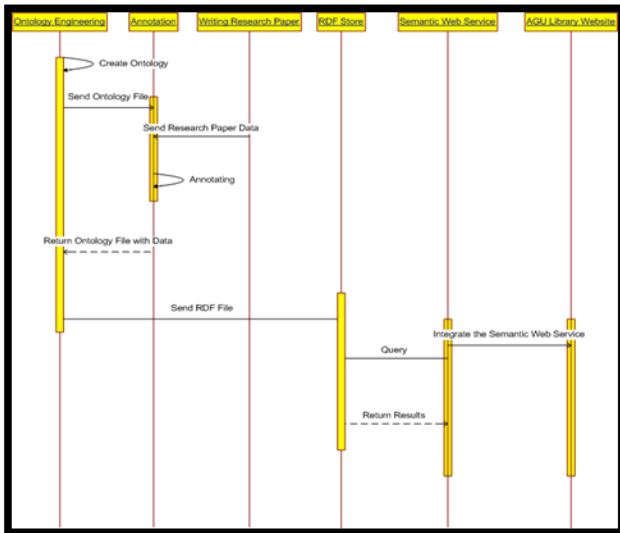 Ontology Engineering
Annotation
Writing Research Paper
RDF Store
Semantic Web Service
AGU Library Website
Create Ontology
Send Ontology File
Send Research Paper Data
Annotating
Return Ontology File with Data
Send RDF File
Integrate the Semantic Web Service
Query
Return Results